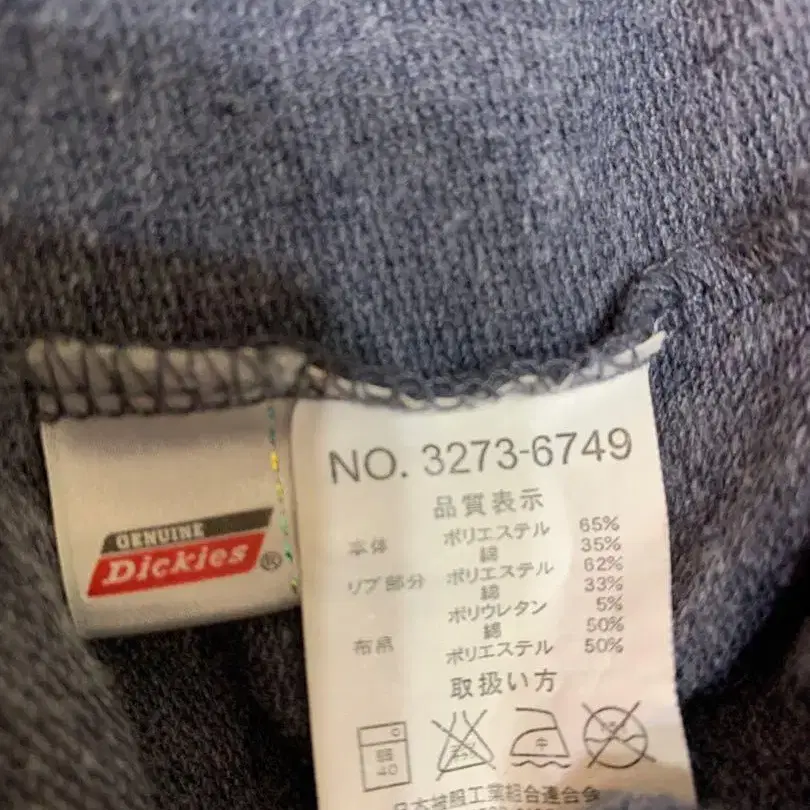 GENUINE
Dickies®
NO. 3273-6749
品質表示
本体 ポリエステル 65%
綿 35%
リブ部分 ポリエステル 62%
綿 33%
ポリウレタン 5%
布帛 綿 50%
ポリエステル 50%
取扱い方
弱
40
中
日本被服工業組合連合会